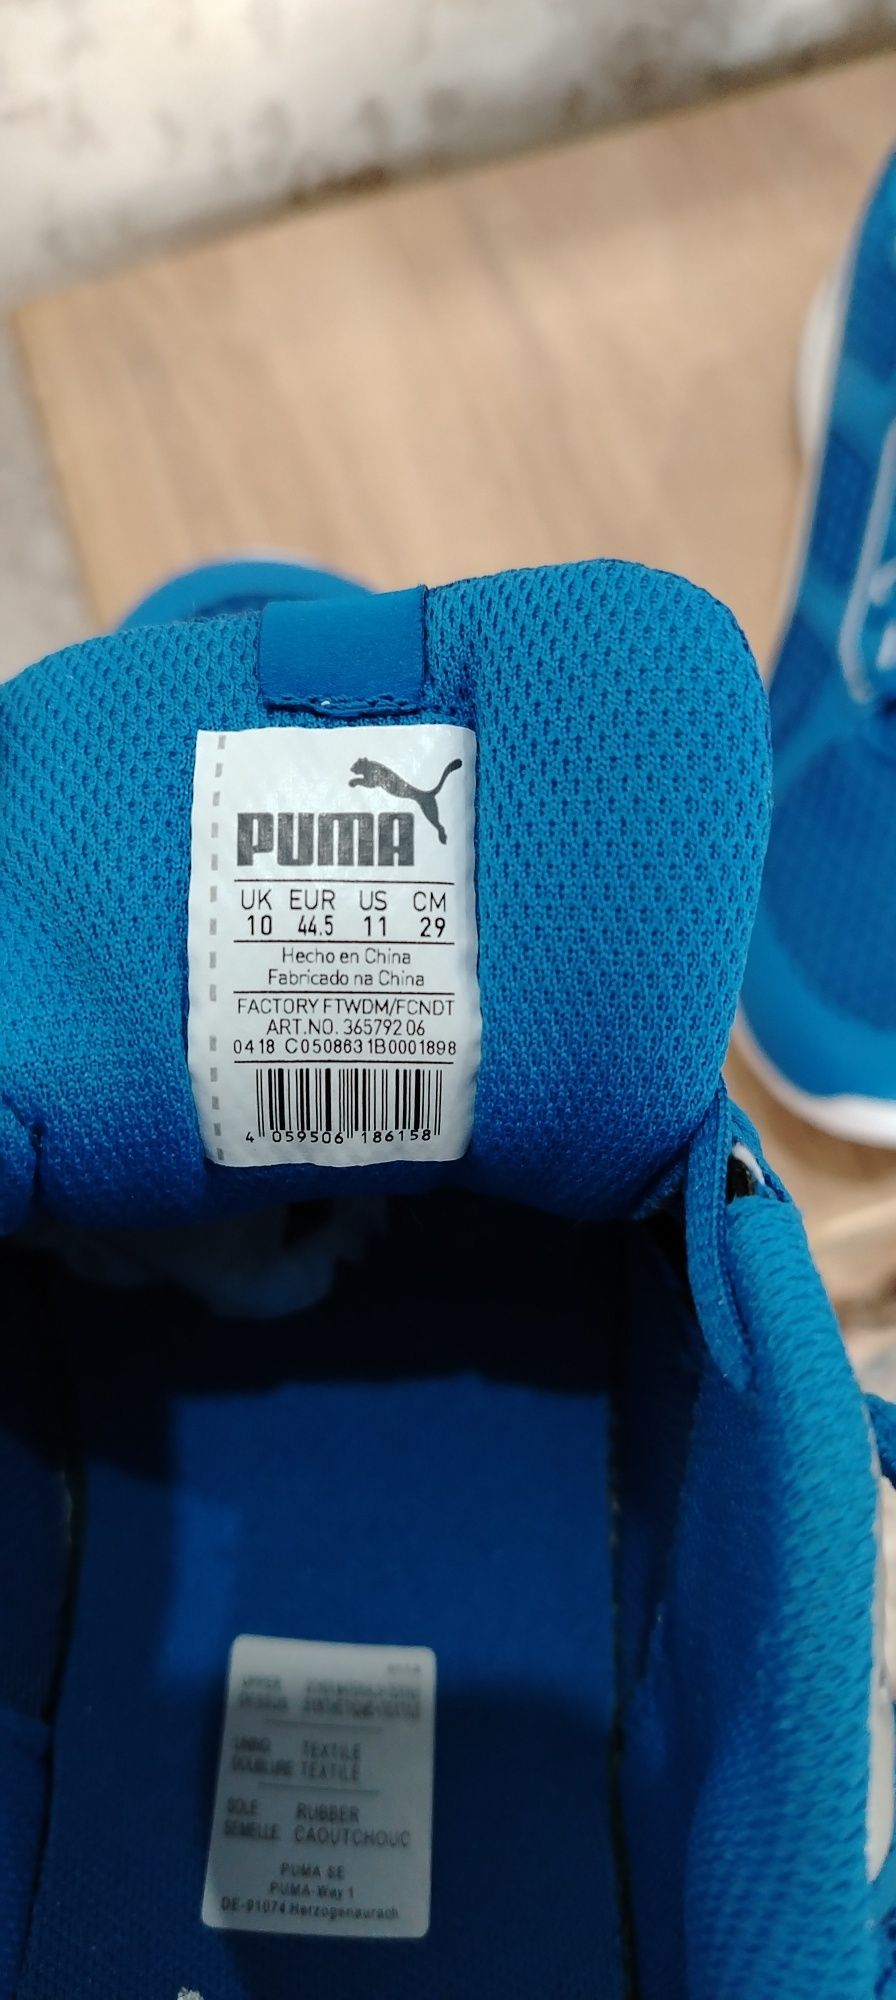 PUMA
UK EUR US CM
10 44.5 11 29
Hecho en China
Fabricado na China
FACTORY FTWDM/FCNDT
ART.NO. 365792 06
0418 C0508631B0001898
4 059506 186158
TEXTILE
DOUBLURE TEXTILE
SOLE RUBBER
SEMELLE CAOUTCHOUC
PUMA SE
PUMA-Way 1
DE-91074 Herzogenaurach